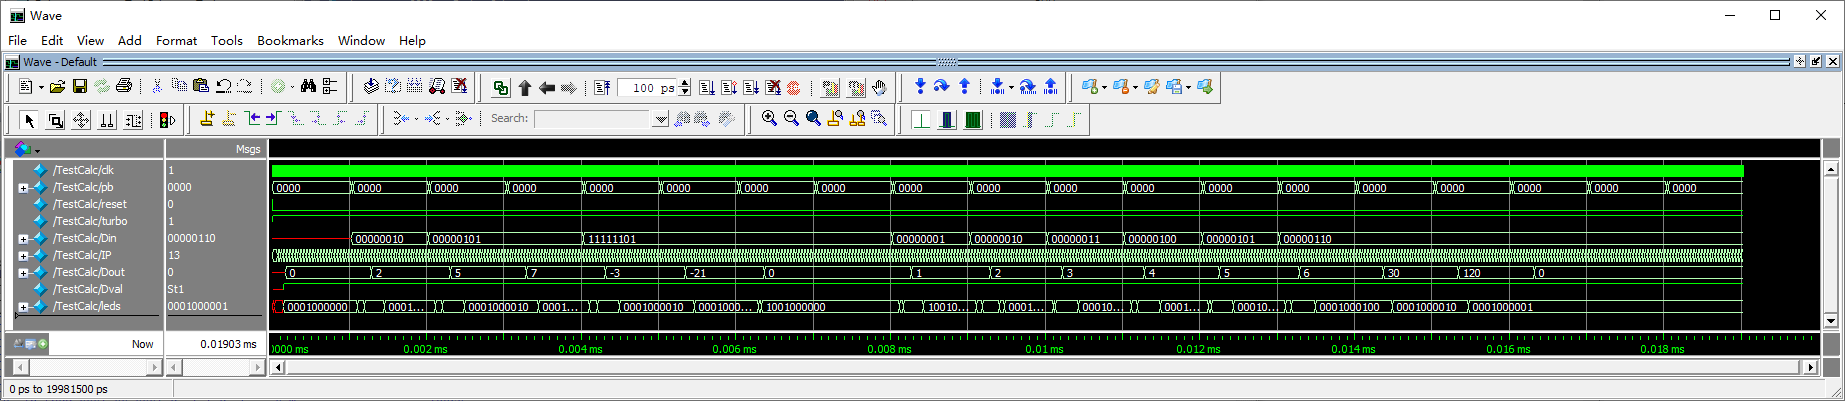 Wave
File Edit View Add Format Tools Bookmarks Window Help
Wave - Default
100 ps
Search:
Msgs
/TestCalc/clk 1
/TestCalc/pb 0000 0000 0000 0000 0000 0000 0000 0000 0000 0000 0000 0000 0000 0000 0000 0000 0000 0000 0000 0000
/TestCalc/reset 0
/TestCalc/turbo 1
/TestCalc/Din 00000110 00000010 00000101 11111101 00000001 00000010 00000011 00000100 00000101 00000110
/TestCalc/IP 13
/TestCalc/Dout 0 0 2 5 7 -3 -21 0 1 2 3 4 5 6 30 120 0
/TestCalc/Dval St1
/TestCalc/leds 0001000001 0001000000 0001... 0001000010 0001... 0001000010 0001000... 1001000000 10010... 0001... 00010... 0001... 00010... 0001000100 0001000010 0001000001
Now 0.01903 ms 000 ms 0.002 ms 0.004 ms 0.006 ms 0.008 ms 0.01 ms 0.012 ms 0.014 ms 0.016 ms 0.018 ms
0 ps to 19981500 ps